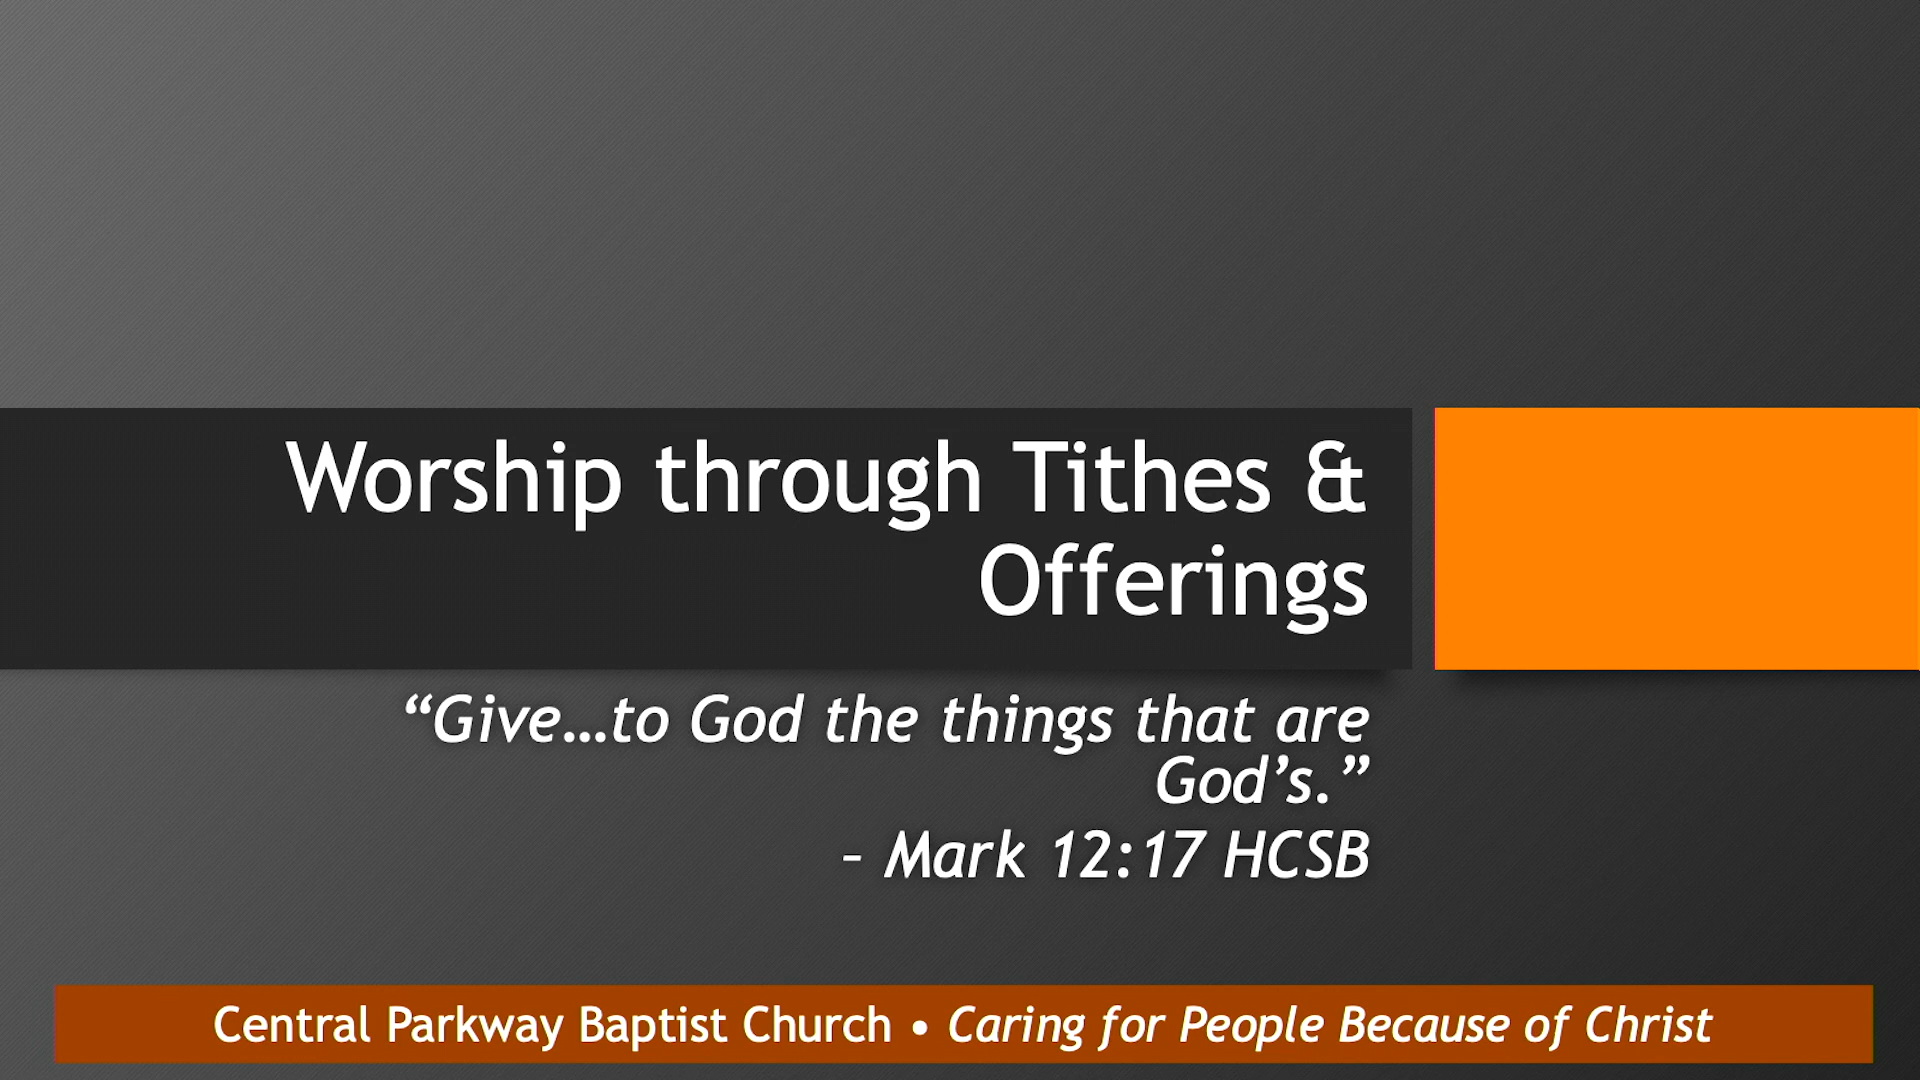 Worship through Tithes &
Offerings
“Give…to God the things that are
God’s.”
– Mark 12:17 HCSB
Central Parkway Baptist Church • Caring for People Because of Christ